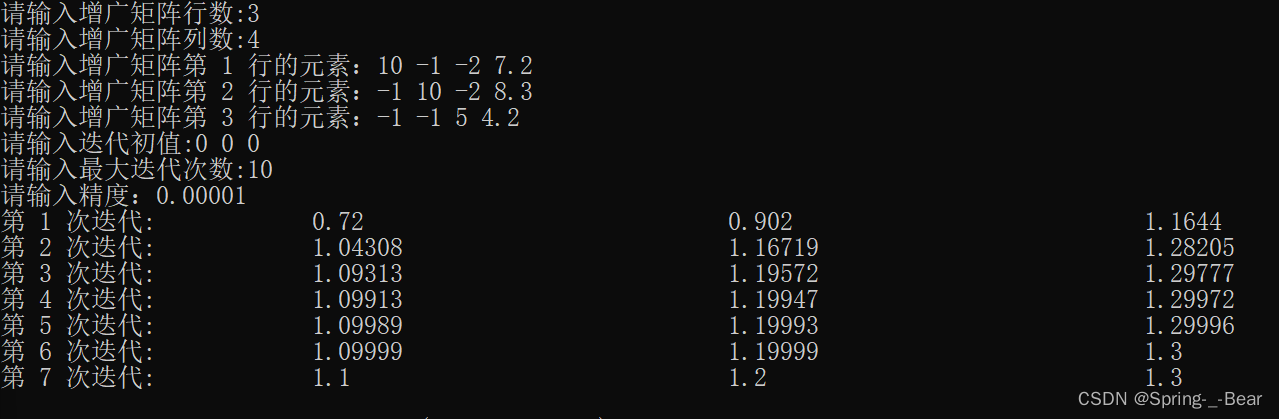 请输入增广矩阵行数:3
请输入增广矩阵列数:4
请输入增广矩阵第 1 行的元素：10 -1 -2 7.2
请输入增广矩阵第 2 行的元素：-1 10 -2 8.3
请输入增广矩阵第 3 行的元素：-1 -1 5 4.2
请输入迭代初值:0 0 0
请输入最大迭代次数:10
请输入精度：0.00001
第 1 次迭代: 0.72 0.902 1.1644
第 2 次迭代: 1.04308 1.16719 1.28205
第 3 次迭代: 1.09313 1.19572 1.29777
第 4 次迭代: 1.09913 1.19947 1.29972
第 5 次迭代: 1.09989 1.19993 1.29996
第 6 次迭代: 1.09999 1.19999 1.3
第 7 次迭代: 1.1 1.2 1.3
CSDN @Spring-_-Bear